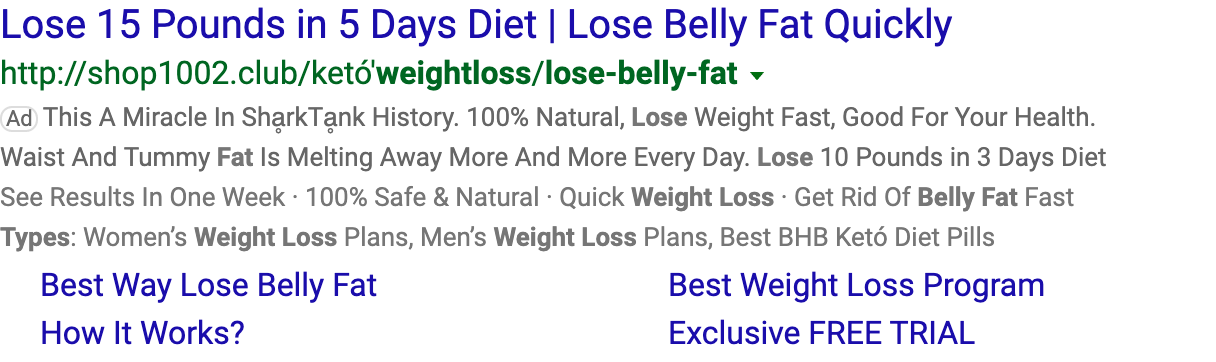 Lose 15 Pounds in 5 Days Diet | Lose Belly Fat Quickly
http://shop1002.club/ketó'weightloss/lose-belly-fat
Ad This A Miracle In Shḁrk​Tḁnk History. 100% Natural, Lose Weight Fast, Good For Your Health.
Waist And Tummy Fat Is Melting Away More And More Every Day. Lose 10 Pounds in 3 Days Diet
See Results In One Week · 100% Safe & Natural · Quick Weight Loss · Get Rid Of Belly Fat Fast
Types: Women’s Weight Loss Plans, Men’s Weight Loss Plans, Best BHB Ketó Diet Pills
Best Way Lose Belly Fat
Best Weight Loss Program
How It Works?
Exclusive FREE TRIAL